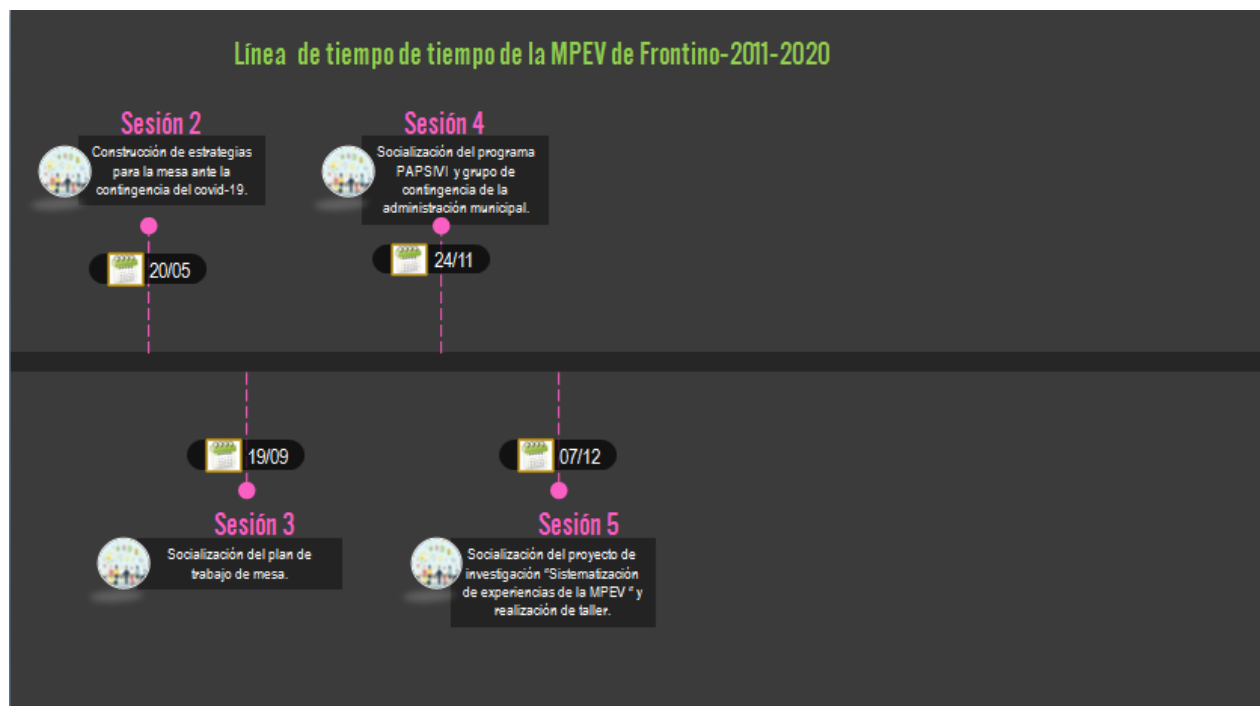 Línea de tiempo de tiempo de la MPEV de Frontino-2011-2020
Sesión 2
Construcción de estrategias
para la mesa ante la
contingencia del covid-19.
20/05
Sesión 4
Socialización del programa
PAPSIVI y grupo de
contingencia de la
administración municipal.
24/11
19/09
Sesión 3
Socialización del plan de
trabajo de mesa.
07/12
Sesión 5
Socialización del proyecto de
investigación “Sistematización
de experiencias de la MPEV “ y
realización de taller.